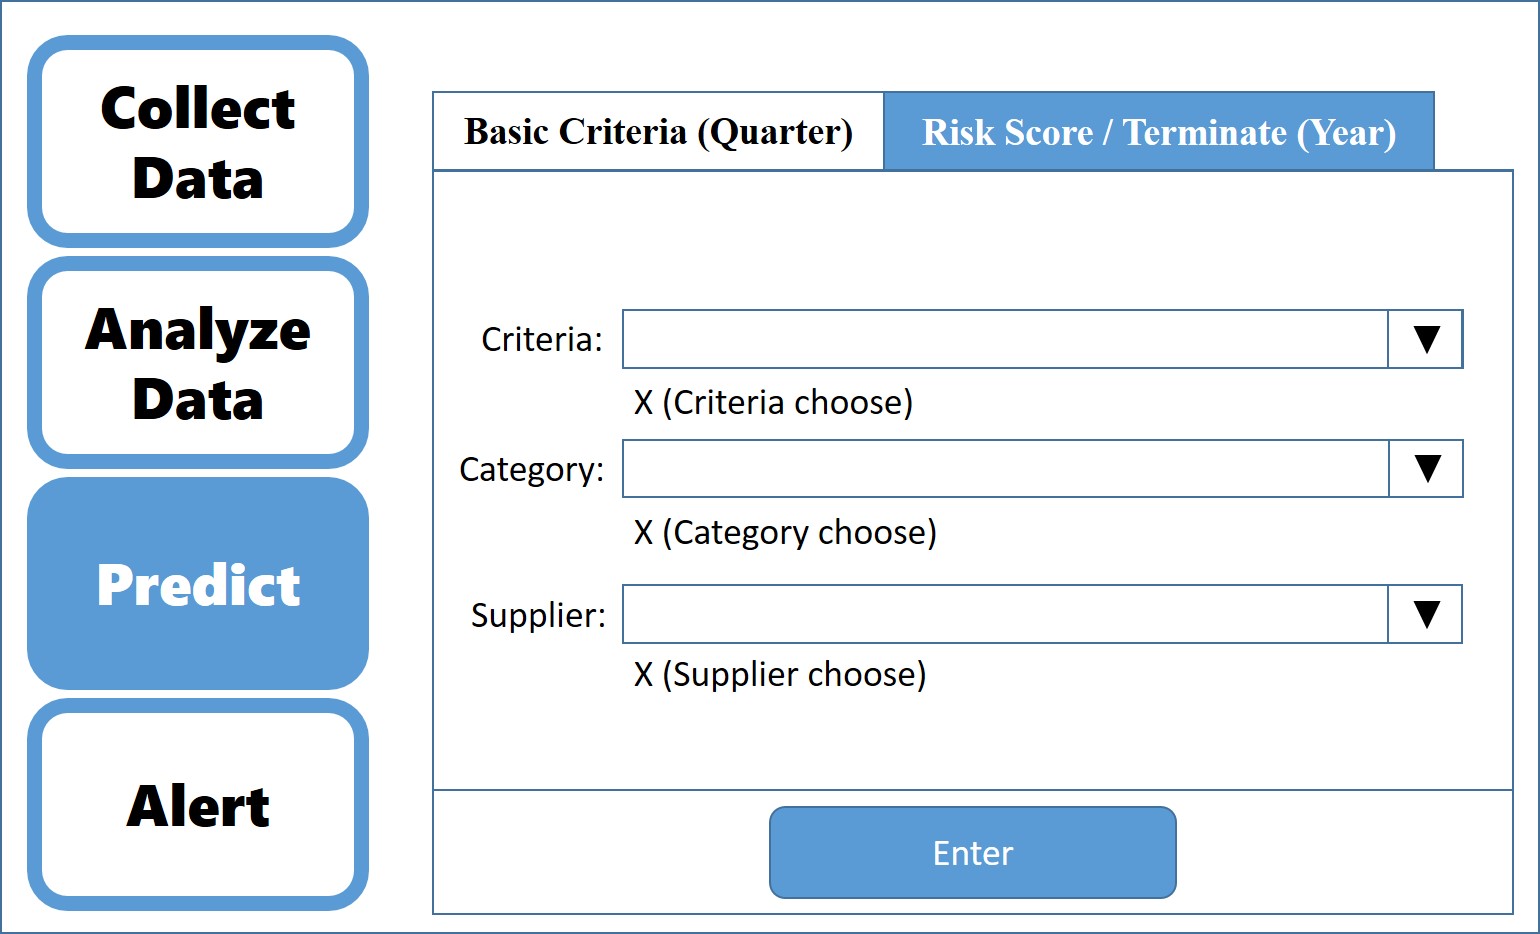 Collect
Data
Analyze
Data
Predict
Alert
Basic Criteria (Quarter)
Risk Score / Terminate (Year)
Criteria:
X (Criteria choose)
Category:
X (Category choose)
Supplier:
X (Supplier choose)
Enter